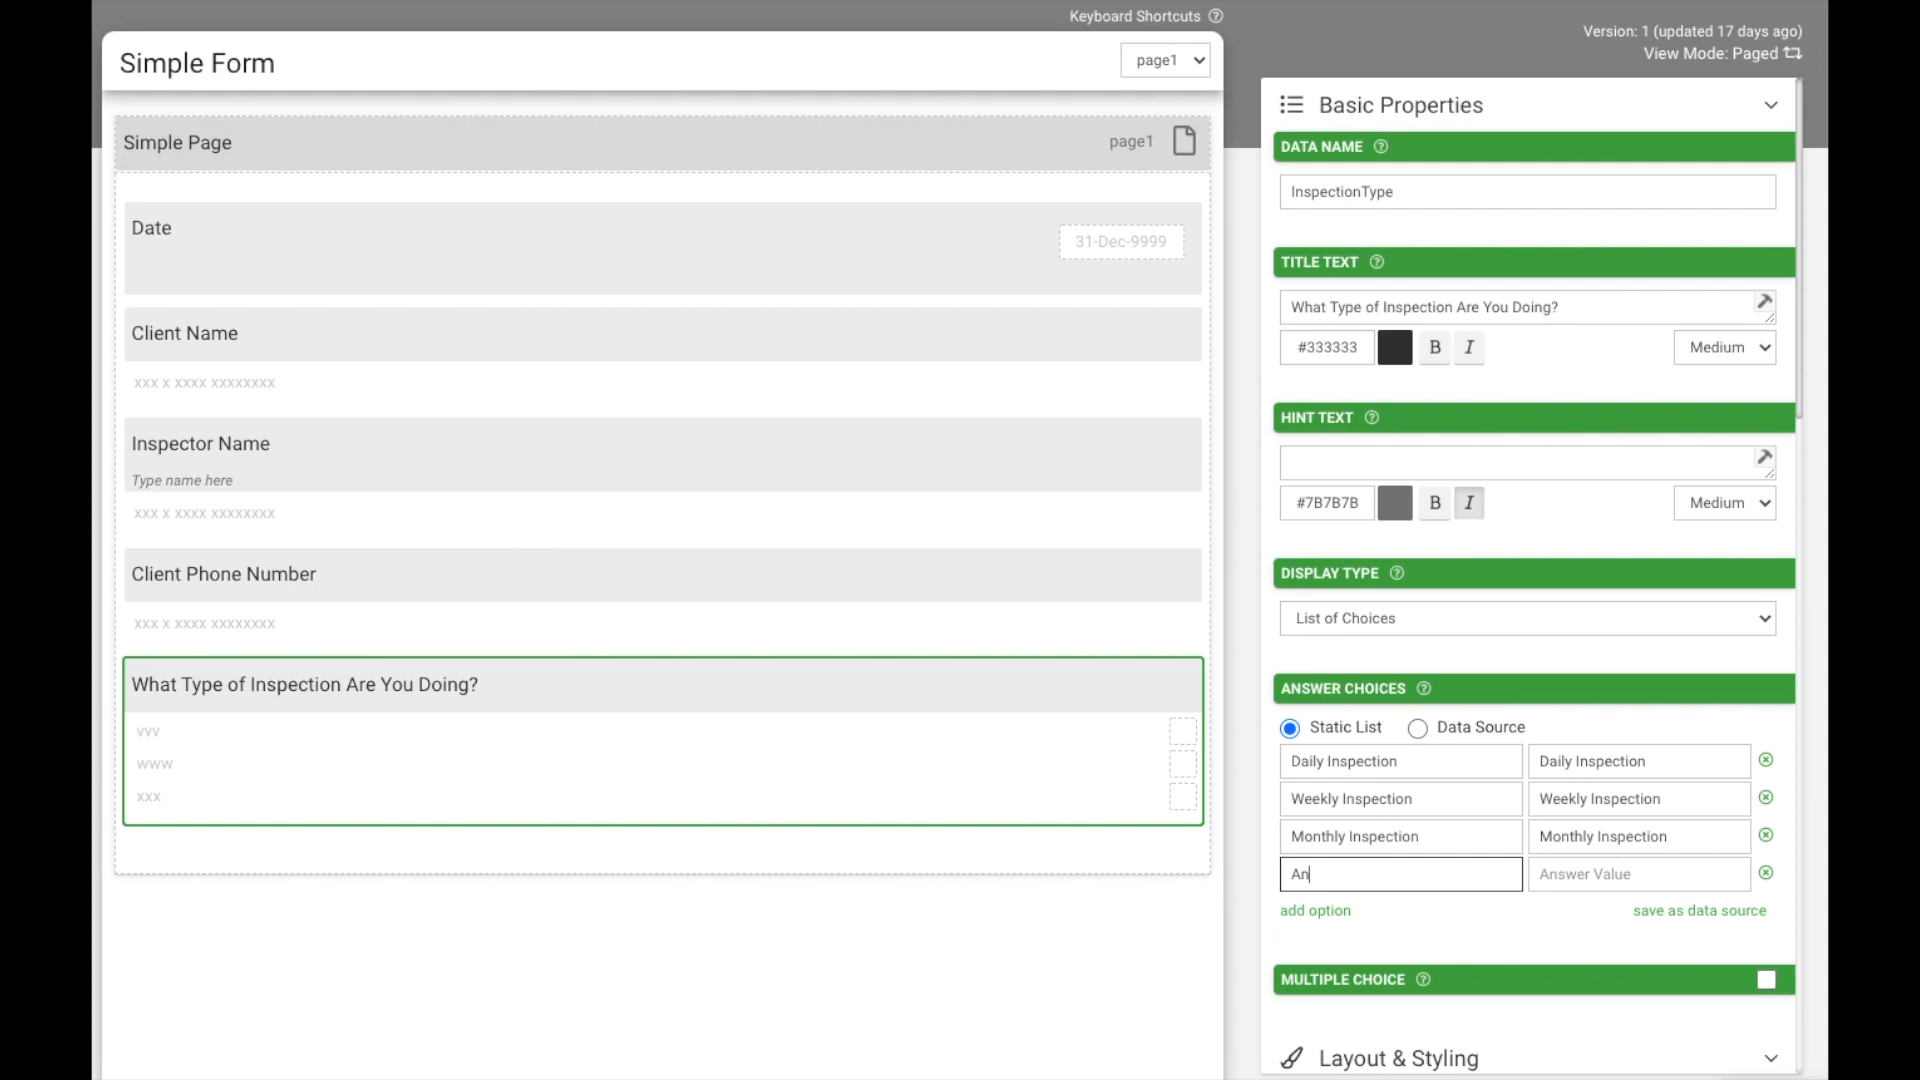 Keyboard Shortcuts
Version: 1 (updated 17 days ago)
View Mode: Paged
Simple Form
page1
Simple Page
page1
Date
31-Dec-9999
Client Name
xxx x xxxx xxxxxxxx
Inspector Name
Type name here
xxx x xxxx xxxxxxxx
Client Phone Number
xxx x xxxx xxxxxxxx
What Type of Inspection Are You Doing?
vvv
www
xxx
Basic Properties
DATA NAME
InspectionType
TITLE TEXT
What Type of Inspection Are You Doing?
#333333 B I Medium
HINT TEXT
#7B7B7B B I Medium
DISPLAY TYPE
List of Choices
ANSWER CHOICES
Static List Data Source
Daily Inspection Daily Inspection
Weekly Inspection Weekly Inspection
Monthly Inspection Monthly Inspection
An Answer Value
add option save as data source
MULTIPLE CHOICE
Layout & Styling